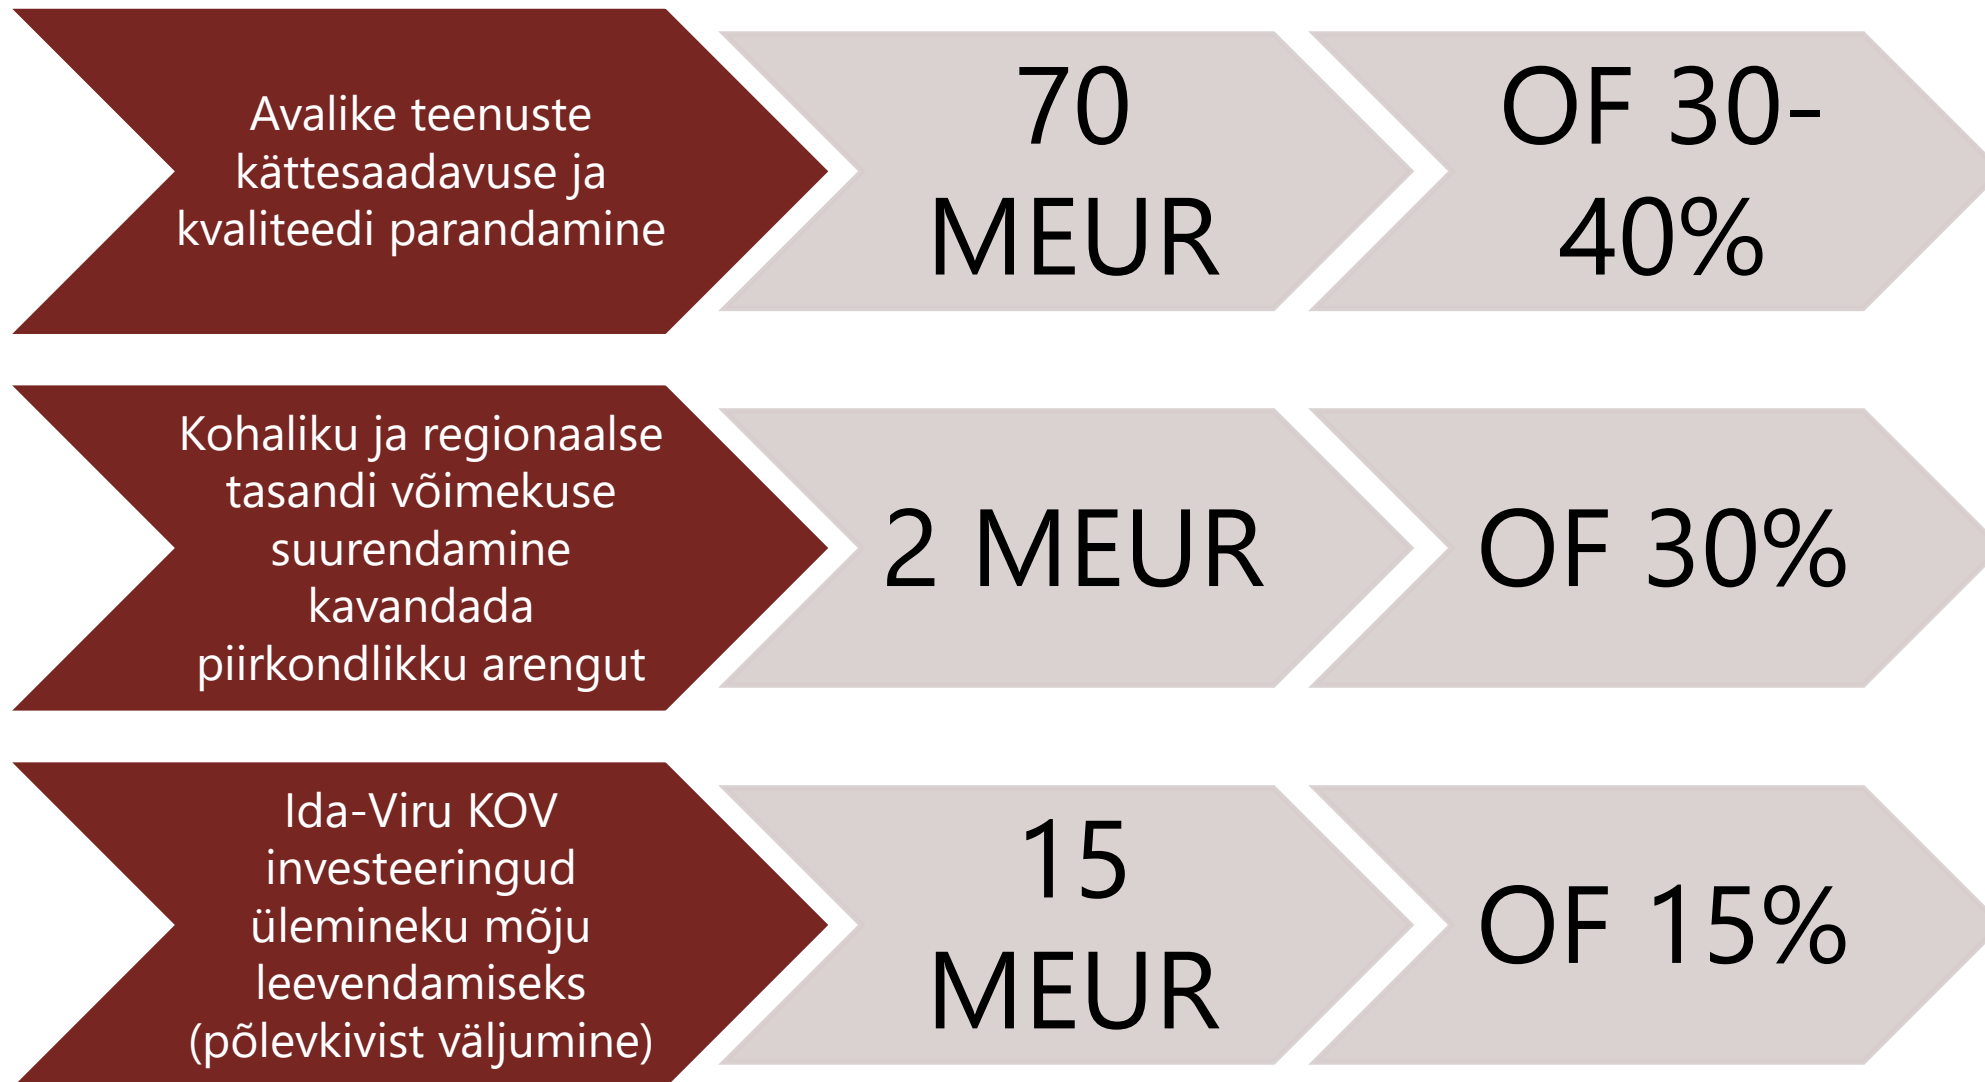 Avalike teenuste
kättesaadavuse ja
kvaliteedi parandamine
70
MEUR
OF 30-
40%
Kohaliku ja regionaalse
tasandi võimekuse
suurendamine
kavandada
piirkondlikku arengut
2 MEUR
OF 30%
Ida-Viru KOV
investeeringud
ülemineku mõju
leevendamiseks
(põlevkivist väljumine)
15
MEUR
OF 15%